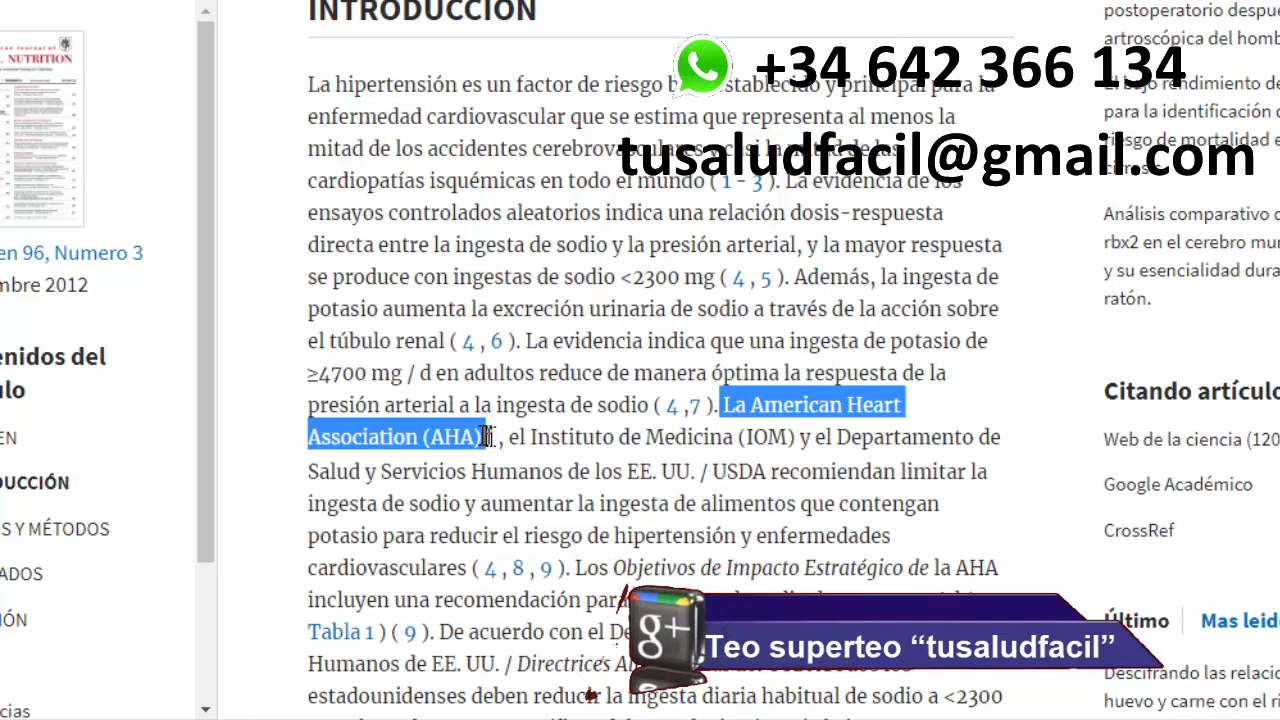 INTRODUCCIÓN
+34 642 366 134
tusaludfacil@gmail.com
La hipertensión es un factor de riesgo establecido y principal para la
enfermedad cardiovascular que se estima que representa al menos la
mitad de los accidentes cerebrovasculares
cardiopatías isquémicas en todo el mundo ( 1 - 3 ). La evidencia de los
ensayos controlados aleatorios indica una relación dosis-respuesta
directa entre la ingesta de sodio y la presión arterial, y la mayor respuesta
se produce con ingestas de sodio <2300 mg ( 4 , 5 ). Además, la ingesta de
potasio aumenta la excreción urinaria de sodio a través de la acción sobre
el túbulo renal ( 4 , 6 ). La evidencia indica que una ingesta de potasio de
≥4700 mg / d en adultos reduce de manera óptima la respuesta de la
presión arterial a la ingesta de sodio ( 4 ,7 ). La American Heart
Association (AHA) , el Instituto de Medicina (IOM) y el Departamento de
Salud y Servicios Humanos de los EE. UU. / USDA recomiendan limitar la
ingesta de sodio y aumentar la ingesta de alimentos que contengan
potasio para reducir el riesgo de hipertensión y enfermedades
cardiovasculares ( 4 , 8 , 9 ). Los Objetivos de Impacto Estratégico de la AHA
incluyen una recomendación
Tabla 1 ) ( 9 ). De acuerdo con el
Humanos de EE. UU. / Directrices
estadounidenses deben reducir la ingesta diaria habitual de sodio a <2300
g+
Teo superteo “tusaludfacil”
NUTRITION
en 96, Numero 3
mbre 2012
enidos del
ulo
EN
DUCCIÓN
S Y MÉTODOS
ADOS
IÓN
cias
postoperatorio despu
artroscópica del homb
El bajo rendimiento de
para la identificación
riesgo de mortalidad e
Análisis comparativo
rbx2 en el cerebro mu
y su esencialidad dura
ratón.
Citando artícul
Web de la ciencia (120
Google Académico
CrossRef
Último Mas leid
Descifrando las relacio
huevo y carne con el ri